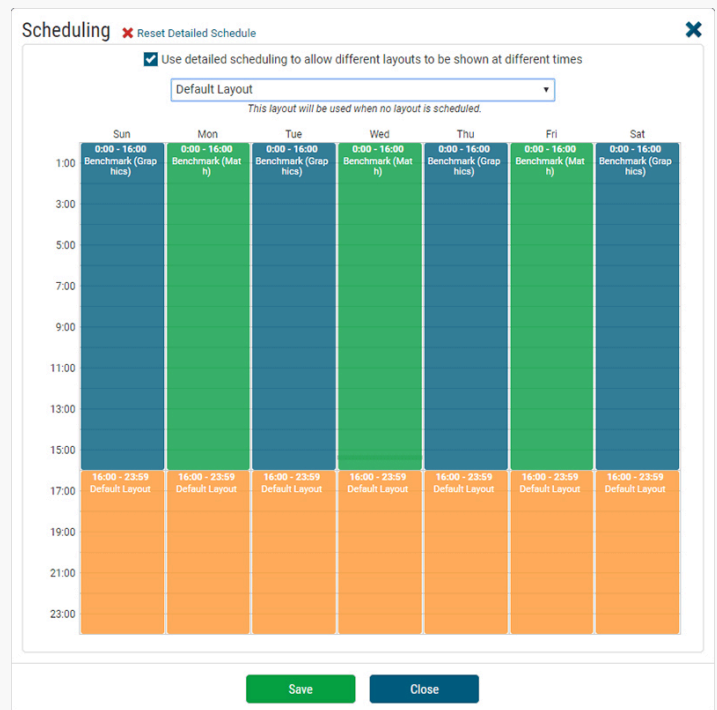 Scheduling Reset Detailed Schedule
Use detailed scheduling to allow different layouts to be shown at different times
Default Layout
This layout will be used when no layout is scheduled.
Sun Mon Tue Wed Thu Fri Sat
0:00 - 16:00 0:00 - 16:00 0:00 - 16:00 0:00 - 16:00 0:00 - 16:00 0:00 - 16:00 0:00 - 16:00
1:00 Benchmark (Grap Benchmark (Mat Benchmark (Grap Benchmark (Mat Benchmark (Grap Benchmark (Mat Benchmark (Grap
hics) h) hics) h) hics) h) hics)
3:00
5:00
7:00
9:00
11:00
13:00
15:00
16:00 - 23:59 16:00 - 23:59 16:00 - 23:59 16:00 - 23:59 16:00 - 23:59 16:00 - 23:59 16:00 - 23:59
17:00 Default Layout Default Layout Default Layout Default Layout Default Layout Default Layout Default Layout
19:00
21:00
23:00
Save Close